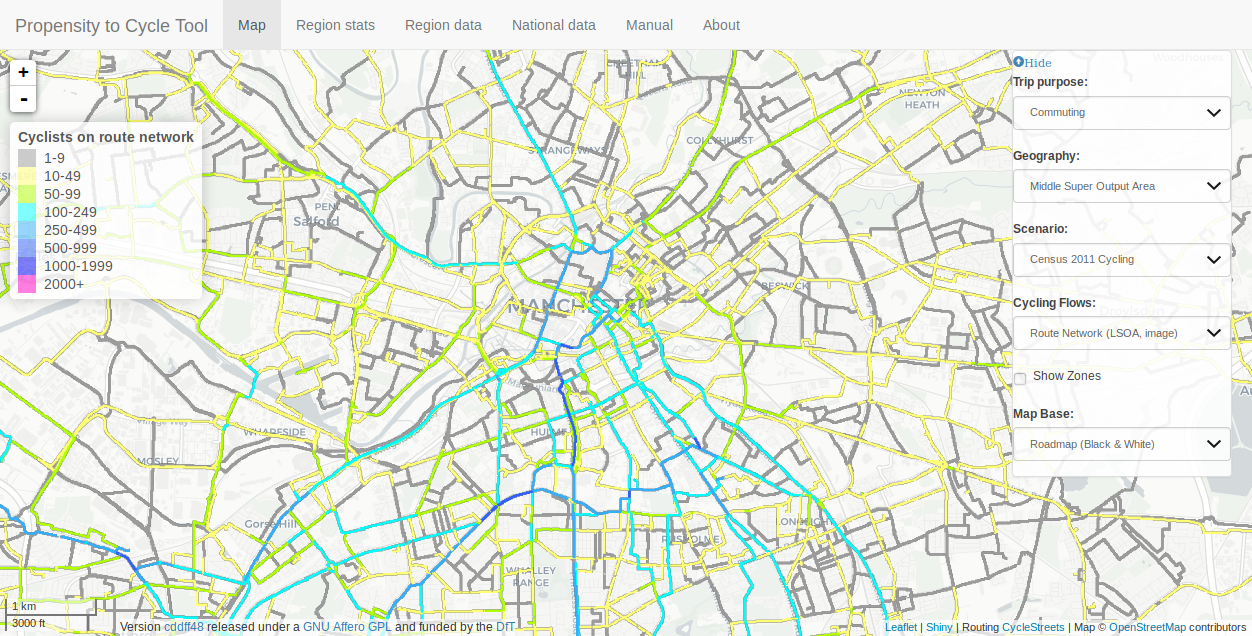 Propensity to Cycle Tool Map Region stats Region data National data Manual About
+
-
Cyclists on route network
1-9
10-49
50-99
100-249
250-499
500-999
1000-1999
2000+
HILL
NEWTON
HEATH
COLLYHURST
STRANGEWAYS
Salford
MANCHESTER
BESWICK
HULME
WHARFSIDE
MOSLEY
Gorse Hill
LONGSIGHT
RUSHOLME
WHALLEY
RANGE
Hide
Trip purpose:
Commuting
Geography:
Middle Super Output Area
Scenario:
Census 2011 Cycling
Cycling Flows:
Route Network (LSOA, image)
Show Zones
Map Base:
Roadmap (Black & White)
1 km
3000 ft
Version cddff48 released under a GNU Affero GPL and funded by the DfT
Leaflet | Shiny | Routing CycleStreets | Map © OpenStreetMap contributors